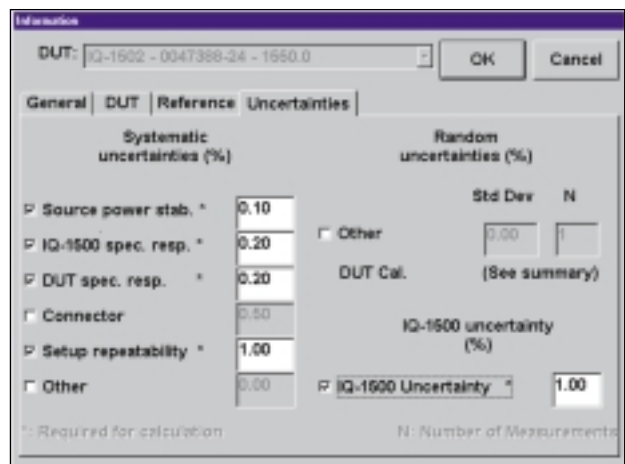 Information
DUT: IQ-1502 - 0047388-24 - 1550.0
OK
Cancel
General DUT Reference Uncertainties
Systematic
uncertainties (%)
Source power stab. * 0.10
IQ-1500 spec. resp. * 0.20
DUT spec. resp. * 0.20
Connector 0.50
Setup repeatability * 1.00
Other 0.00
Random
uncertainties (%)
Std Dev N
Other 0.00 1
DUT Cal. (See summary)
IQ-1500 uncertainty
(%)
IQ-1500 Uncertainty * 1.00
*: Required for calculation
N: Number of Measurements